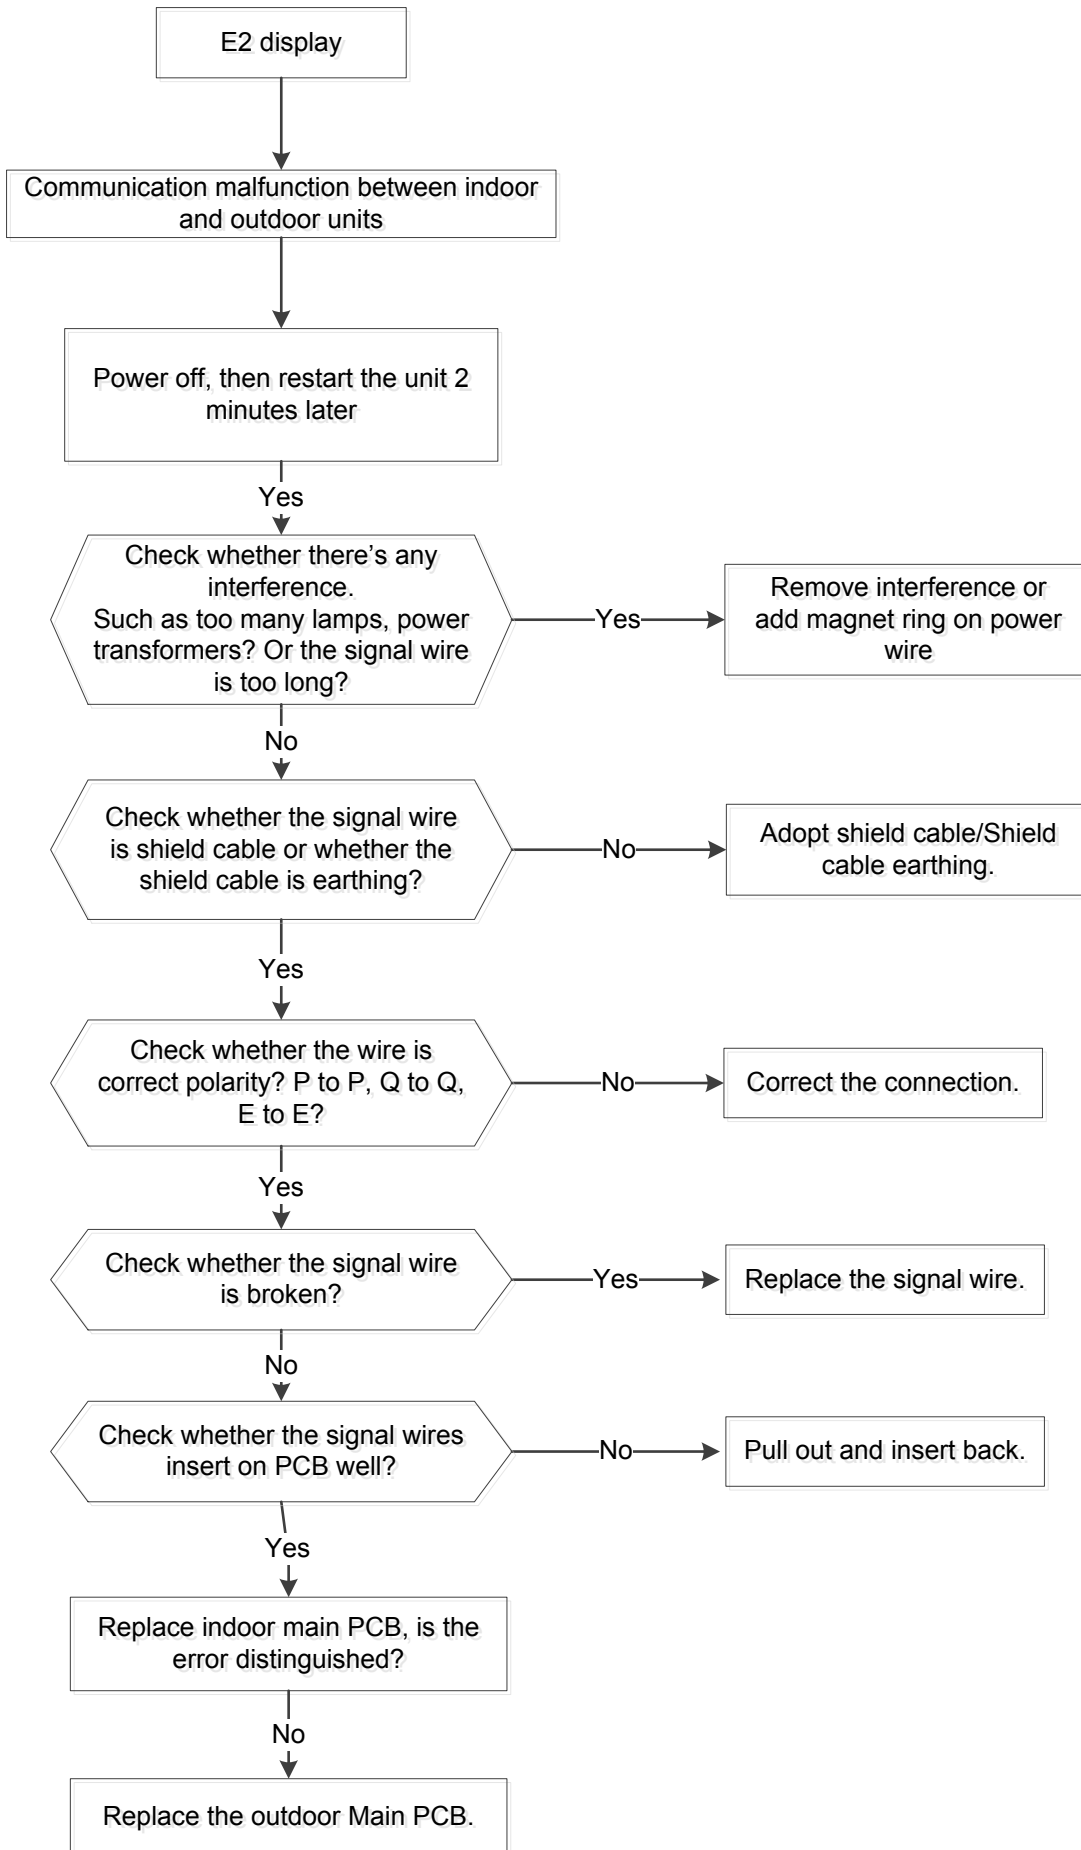 E2 display
Communication malfunction between indoor
and outdoor units
Power off, then restart the unit 2
minutes later
Yes
Check whether there’s any
interference.
Such as too many lamps, power
transformers? Or the signal wire
is too long?
Yes
Remove interference or
add magnet ring on power
wire
No
Check whether the signal wire
is shield cable or whether the
shield cable is earthing?
No
Adopt shield cable/Shield
cable earthing.
Yes
Check whether the wire is
correct polarity? P to P, Q to Q,
E to E?
No
Correct the connection.
Yes
Check whether the signal wire
is broken?
Yes
Replace the signal wire.
No
Check whether the signal wires
insert on PCB well?
No
Pull out and insert back.
Yes
Replace indoor main PCB, is the
error distinguished?
No
Replace the outdoor Main PCB.